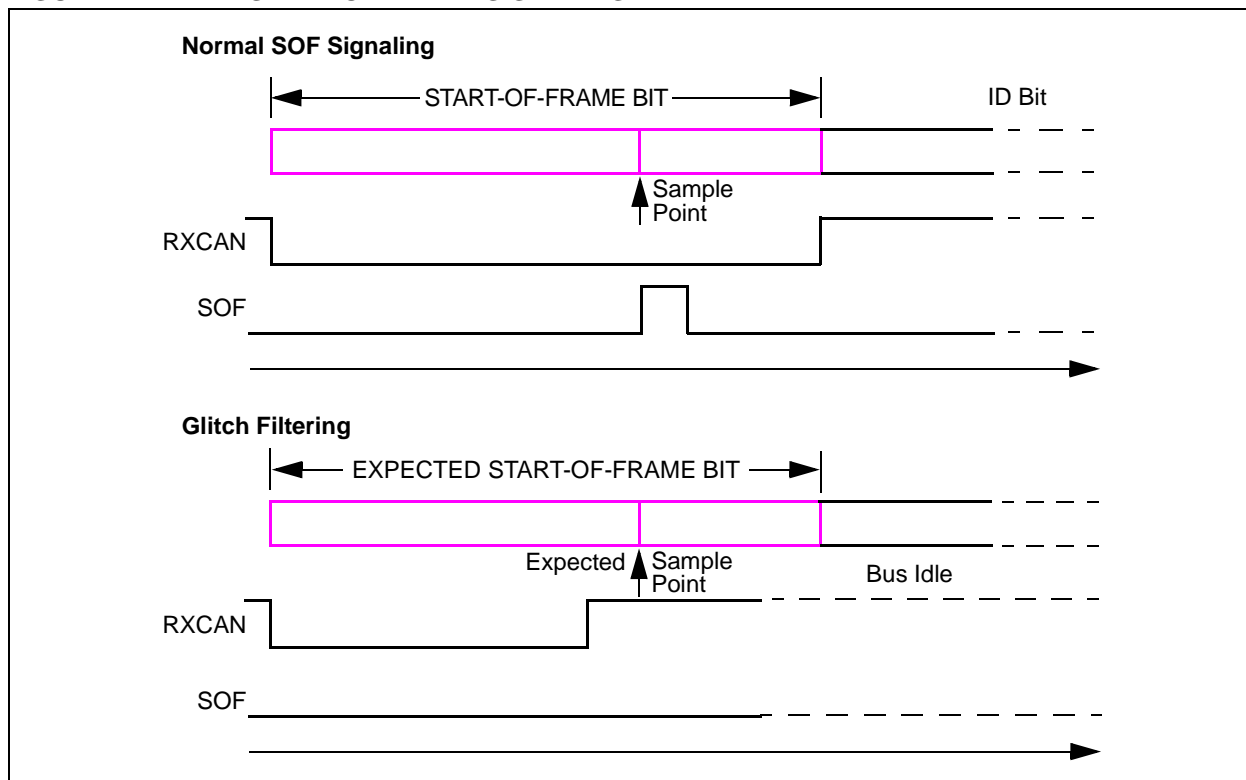 Normal SOF Signaling
START-OF-FRAME BIT
ID Bit
Sample
Point
RXCAN
SOF
Glitch Filtering
EXPECTED START-OF-FRAME BIT
Expected Sample
Point
Bus Idle
RXCAN
SOF